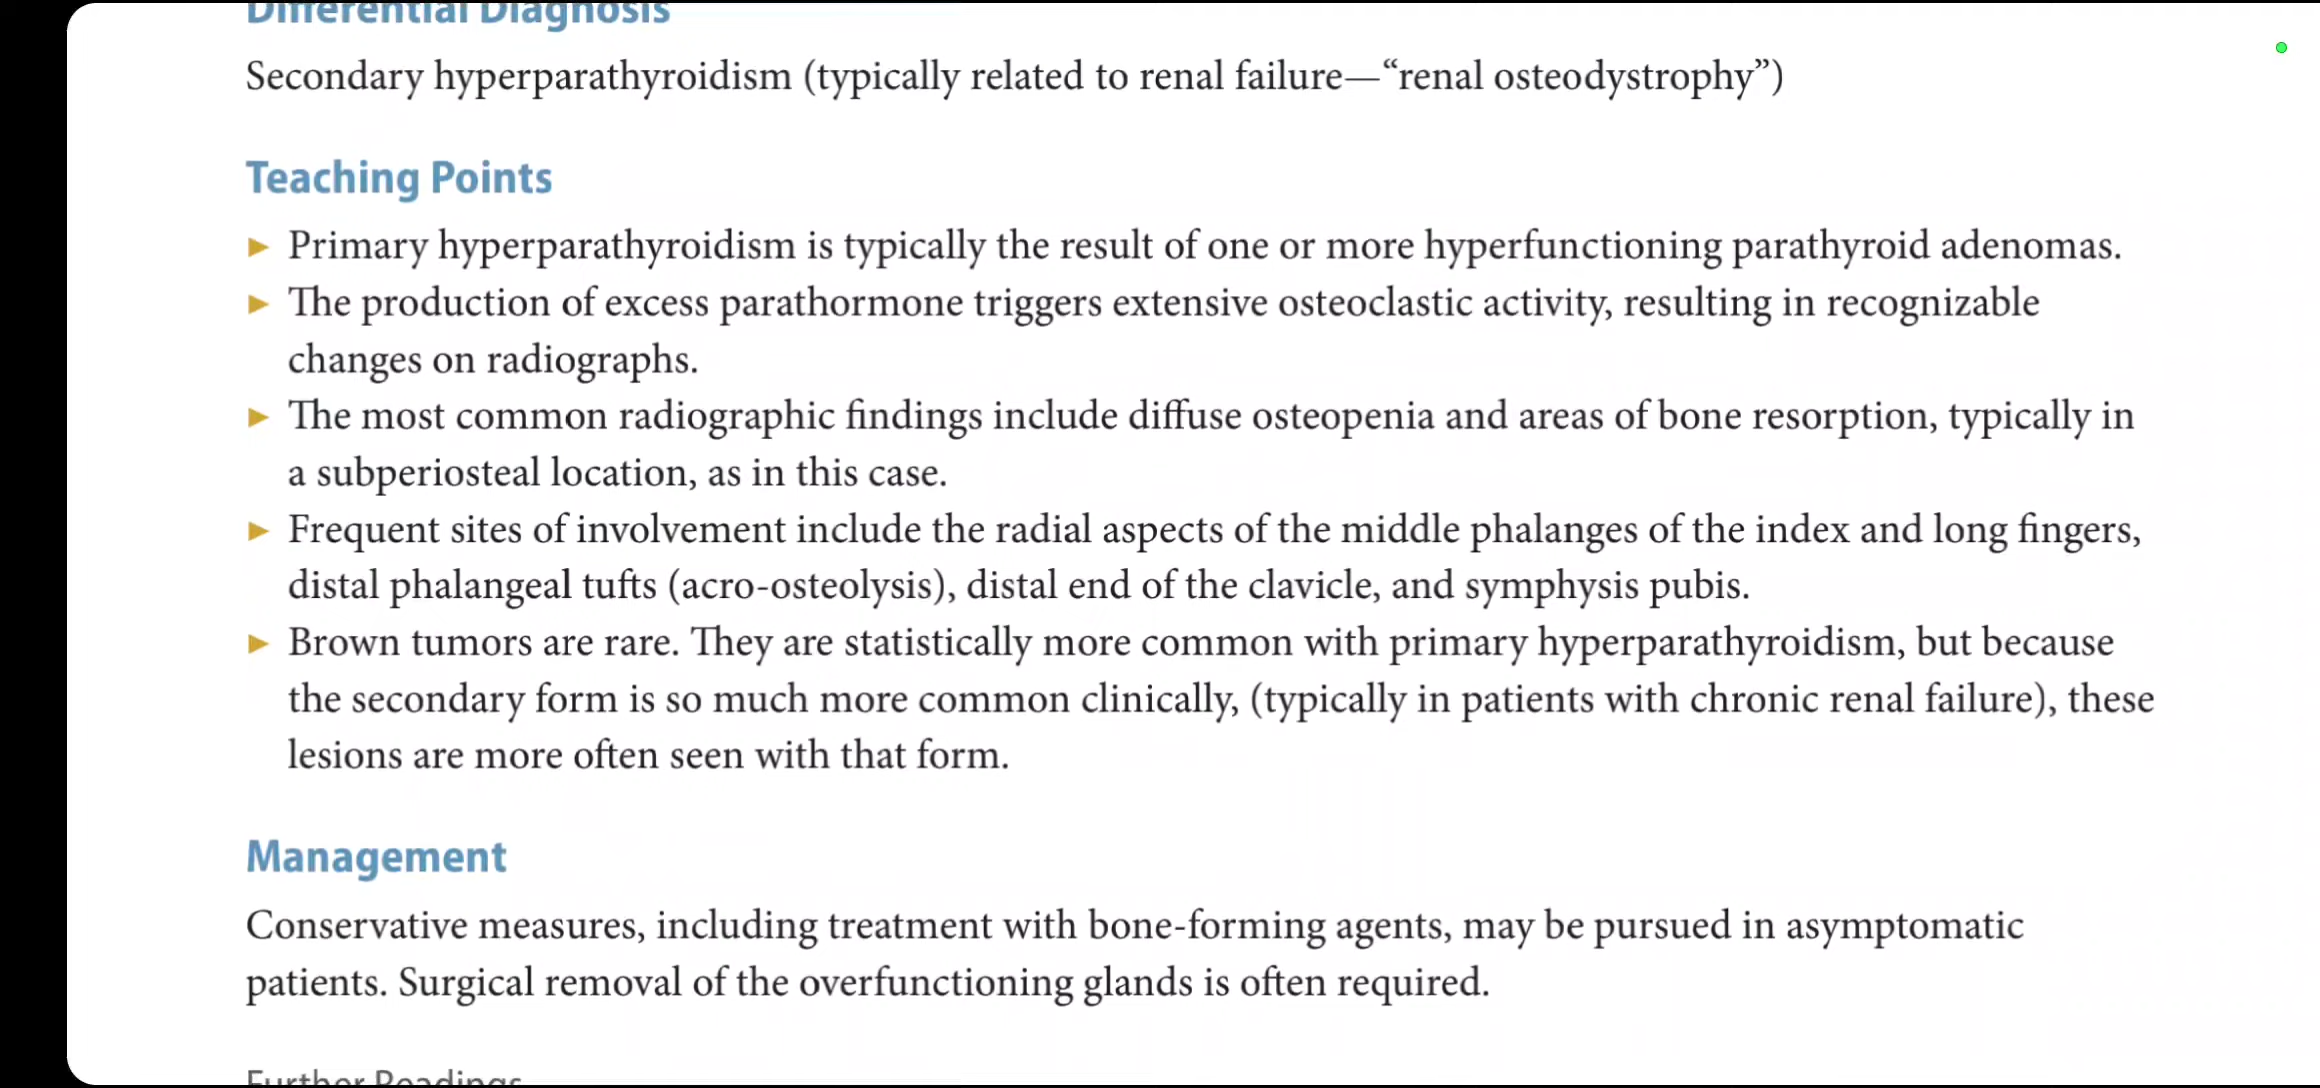 Differential Diagnosis
Secondary hyperparathyroidism (typically related to renal failure—“renal osteodystrophy”)
Teaching Points
► Primary hyperparathyroidism is typically the result of one or more hyperfunctioning parathyroid adenomas.
► The production of excess parathormone triggers extensive osteoclastic activity, resulting in recognizable
changes on radiographs.
► The most common radiographic findings include diffuse osteopenia and areas of bone resorption, typically in
a subperiosteal location, as in this case.
► Frequent sites of involvement include the radial aspects of the middle phalanges of the index and long fingers,
distal phalangeal tufts (acro-osteolysis), distal end of the clavicle, and symphysis pubis.
► Brown tumors are rare. They are statistically more common with primary hyperparathyroidism, but because
the secondary form is so much more common clinically, (typically in patients with chronic renal failure), these
lesions are more often seen with that form.
Management
Conservative measures, including treatment with bone-forming agents, may be pursued in asymptomatic
patients. Surgical removal of the overfunctioning glands is often required.
Further Readings